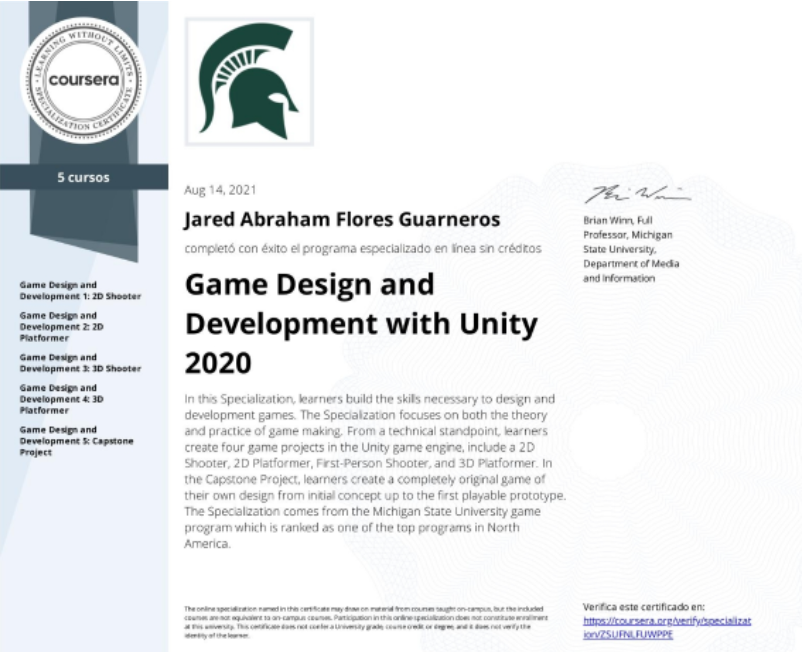 LEARNING WITHOUT LIMITS
coursera
SPECIALIZATION CERTIFICATE
5 cursos
Game Design and
Development 1: 2D Shooter
Game Design and
Development 2: 2D
Platformer
Game Design and
Development 3: 3D Shooter
Game Design and
Development 4: 3D
Platformer
Game Design and
Development 5: Capstone
Project
Aug 14, 2021
Jared Abraham Flores Guarneros
completó con éxito el programa especializado en línea sin créditos
Game Design and
Development with Unity
2020
In this Specialization, learners build the skills necessary to design and
development games. The Specialization focuses on both the theory
and practice of game making. From a technical standpoint, learners
create four game projects in the Unity game engine, include a 2D
Shooter, 2D Platformer, First-Person Shooter, and 3D Platformer. In
the Capstone Project, learners create a completely original game of
their own design from initial concept up to the first playable prototype.
The Specialization comes from the Michigan State University game
program which is ranked as one of the top programs in North
America.
Brian Winn, Full
Professor, Michigan
State University,
Department of Media
and Information
The online specialization named in this certificate may draw on material from courses taught on-campus, but the included
courses are not equivalent to on-campus courses. Participation in this online specialization does not constitute enrollment
at this university. This certificate does not confer a University grade, course credit or degree, and it does not verify the
identity of the learner.
Verifica este certificado en:
https://coursera.org/verify/specializat
ion/ZSUFNLFUWPPE